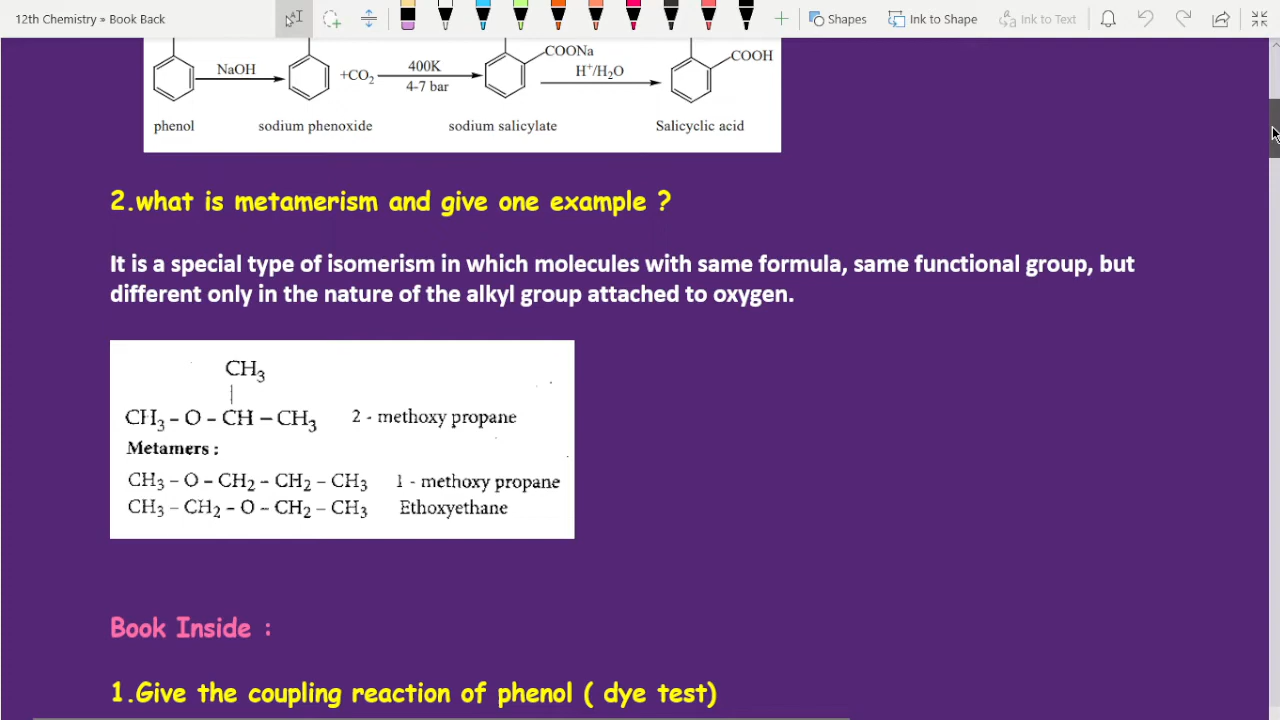 12th Chemistry » Book Back
Shapes
Ink to Shape
Ink to Text
COONa
COOH
NaOH
+CO₂
400K
4-7 bar
H⁺/H₂O
phenol
sodium phenoxide
sodium salicylate
Salicyclic acid
2.what is metamerism and give one example ?
It is a special type of isomerism in which molecules with same formula, same functional group, but
different only in the nature of the alkyl group attached to oxygen.
CH₃
|
CH₃ – O – CH – CH₃ 2 - methoxy propane
Metamers :
CH₃ – O – CH₂ – CH₂ – CH₃ 1 - methoxy propane
CH₃ – CH₂ – O – CH₂ – CH₃ Ethoxyethane
Book Inside :
1.Give the coupling reaction of phenol ( dye test)